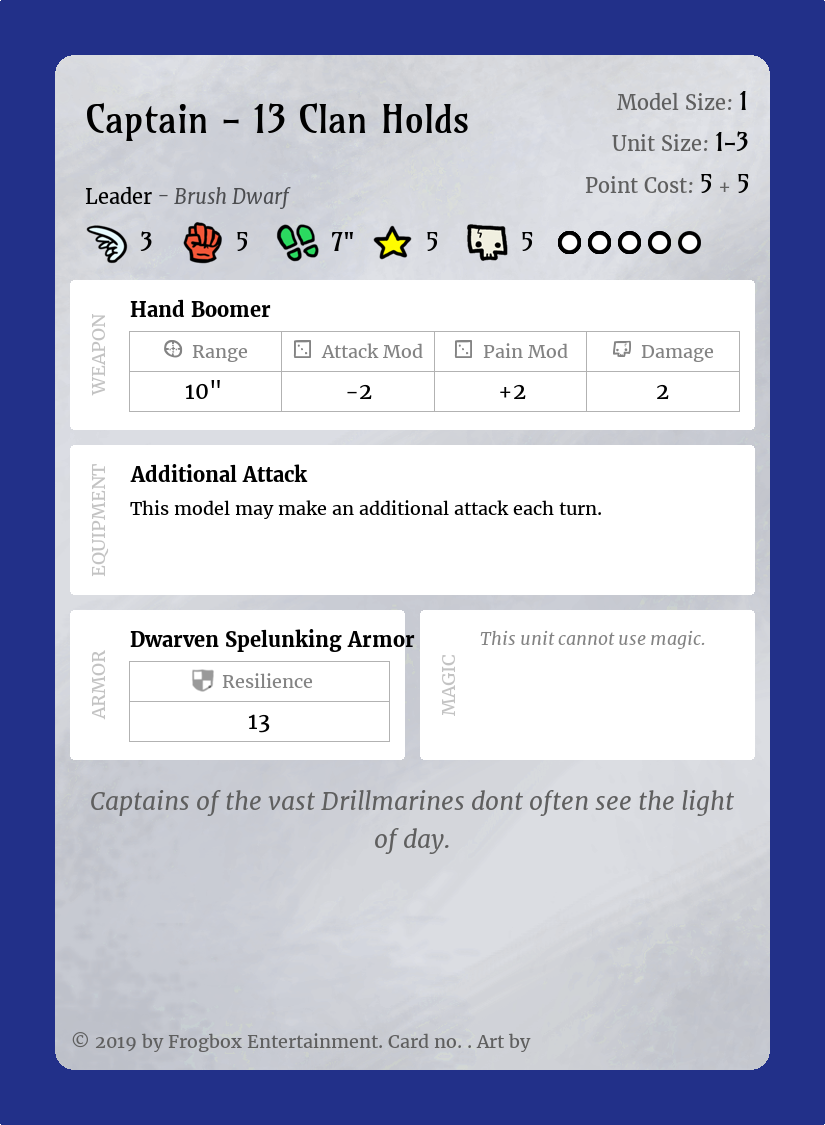 Captain - 13 Clan Holds
Model Size: 1
Unit Size: 1-3
Point Cost: 5 + 5
Leader - Brush Dwarf
3 5 7" 5 5
WEAPON
Hand Boomer
Range Attack Mod Pain Mod Damage
10" -2 +2 2
EQUIPMENT
Additional Attack
This model may make an additional attack each turn.
ARMOR
Dwarven Spelunking Armor
Resilience
13
MAGIC
This unit cannot use magic.
Captains of the vast Drillmarines dont often see the light
of day.
© 2019 by Frogbox Entertainment. Card no. . Art by